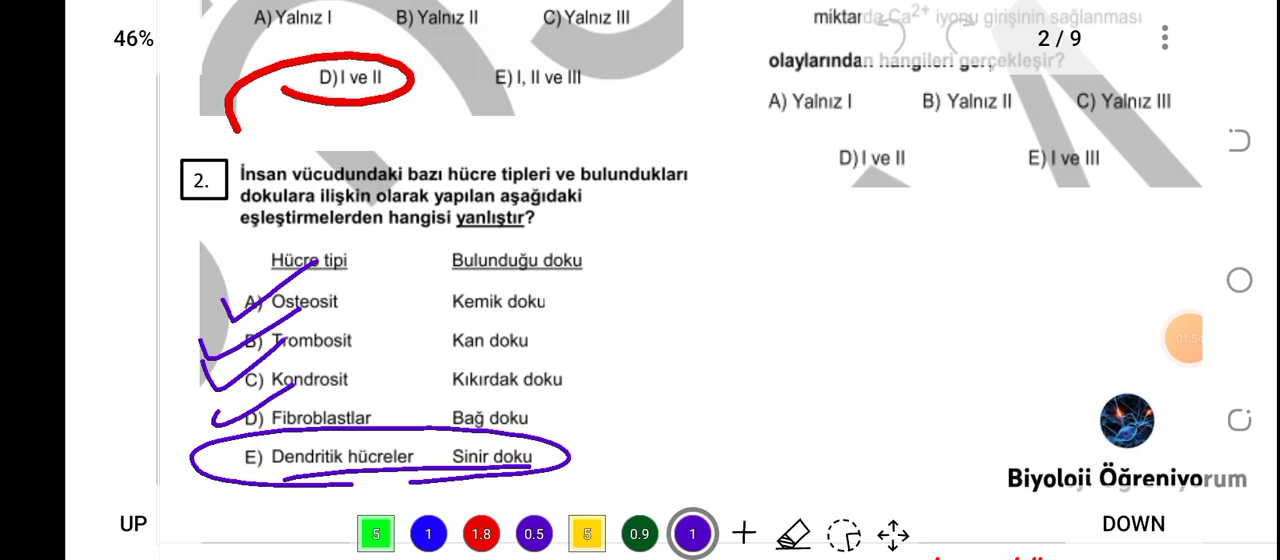 46%
A) Yalnız I B) Yalnız II C) Yalnız III
D) I ve II E) I, II ve III
2.
İnsan vücudundaki bazı hücre tipleri ve bulundukları
dokulara ilişkin olarak yapılan aşağıdaki
eşleştirmelerden hangisi yanlıştır?
Hücre tipi Bulunduğu doku
A) Osteosit Kemik doku
B) Trombosit Kan doku
C) Kondrosit Kıkırdak doku
D) Fibroblastlar Bağ doku
E) Dendritik hücreler Sinir doku
miktarda Ca²⁺ iyonu girişinin sağlanması
2 / 9
olaylarından hangileri gerçekleşir?
A) Yalnız I B) Yalnız II C) Yalnız III
D) I ve II E) I ve III
01:54
Biyoloji Öğreniyorum
UP
5 1 1.8 0.5 5 0.9 1
DOWN